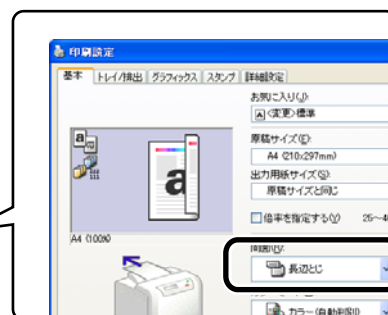 印刷設定
基本 トレイ/排出 グラフィックス スタンプ 詳細設定
お気に入り(J):
<変更>標準
原稿サイズ(E):
A4 (210x297mm)
出力用紙サイズ(S):
原稿サイズと同じ
倍率を指定する(V) 25~4
A4 (100%)
両面(R):
長辺とじ
カラー(自動判別)